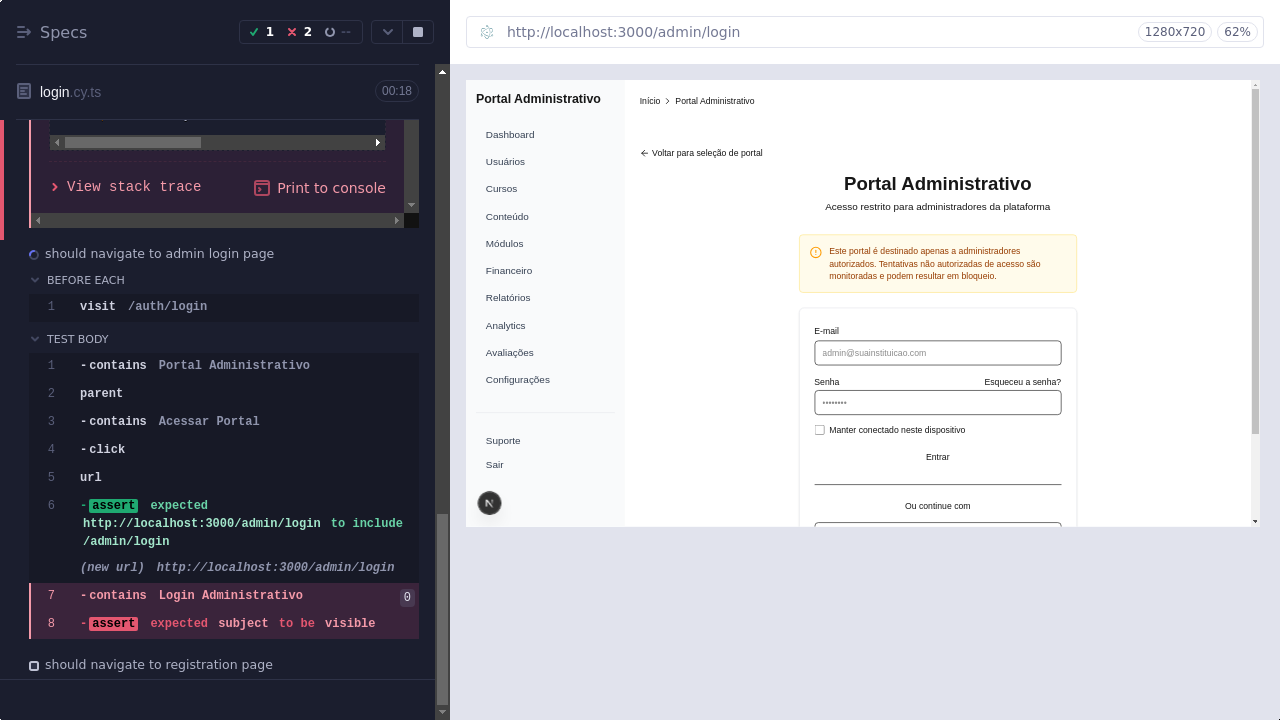 Specs
1
2
--
login.cy.ts
00:18
View stack trace
Print to console
should navigate to admin login page
BEFORE EACH
1 visit /auth/login
TEST BODY
1 -contains Portal Administrativo
2 parent
3 -contains Acessar Portal
4 -click
5 url
6 -assert expected
http://localhost:3000/admin/login to include
/admin/login
(new url) http://localhost:3000/admin/login
7 -contains Login Administrativo 0
8 -assert expected subject to be visible
should navigate to registration page
http://localhost:3000/admin/login
1280x720
62%
Portal Administrativo
Dashboard
Usuários
Cursos
Conteúdo
Módulos
Financeiro
Relatórios
Analytics
Avaliações
Configurações
Suporte
Sair
N
Início > Portal Administrativo
Voltar para seleção de portal
Portal Administrativo
Acesso restrito para administradores da plataforma
Este portal é destinado apenas a administradores
autorizados. Tentativas não autorizadas de acesso são
monitoradas e podem resultar em bloqueio.
E-mail
admin@suainstituicao.com
Senha
Esqueceu a senha?
••••••••
Manter conectado neste dispositivo
Entrar
Ou continue com